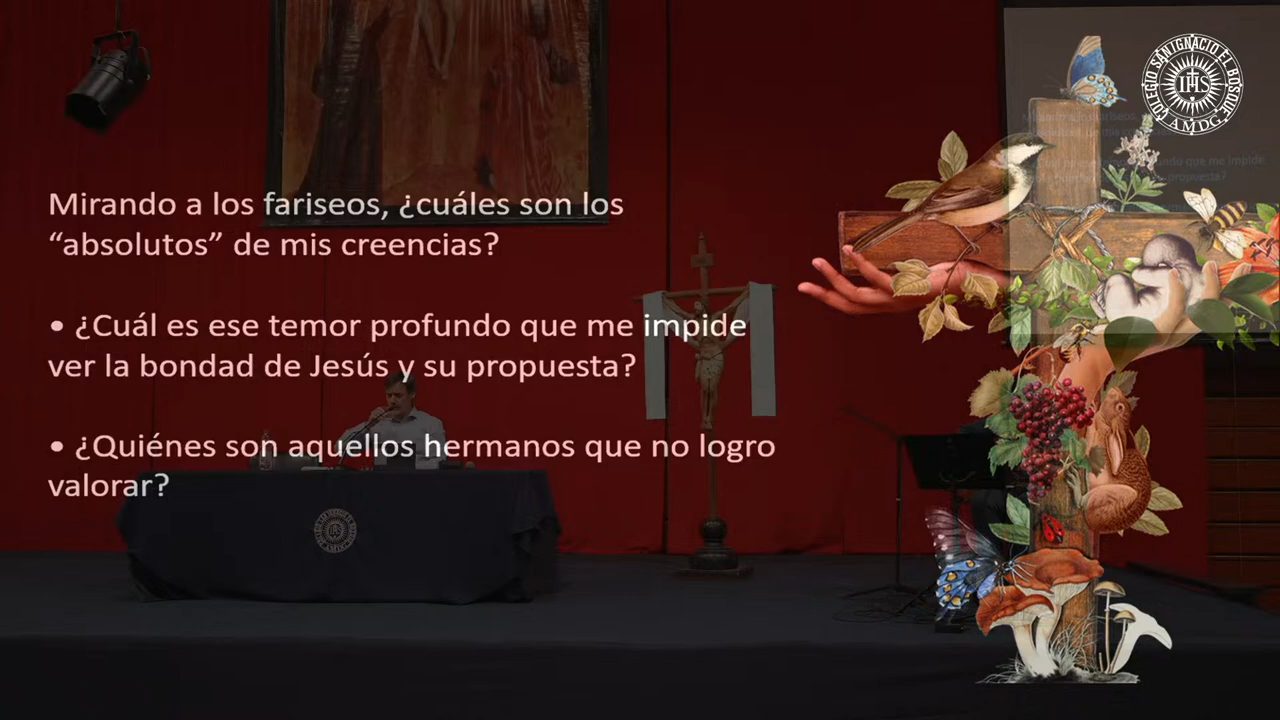 COLEGIO SAN IGNACIO EL BOSQUE
IHS
AMDG
Mirando a los fariseos, ¿cuáles son los
“absolutos” de mis creencias?
• ¿Cuál es ese temor profundo que me impide
ver la bondad de Jesús y su propuesta?
• ¿Quiénes son aquellos hermanos que no logro
valorar?